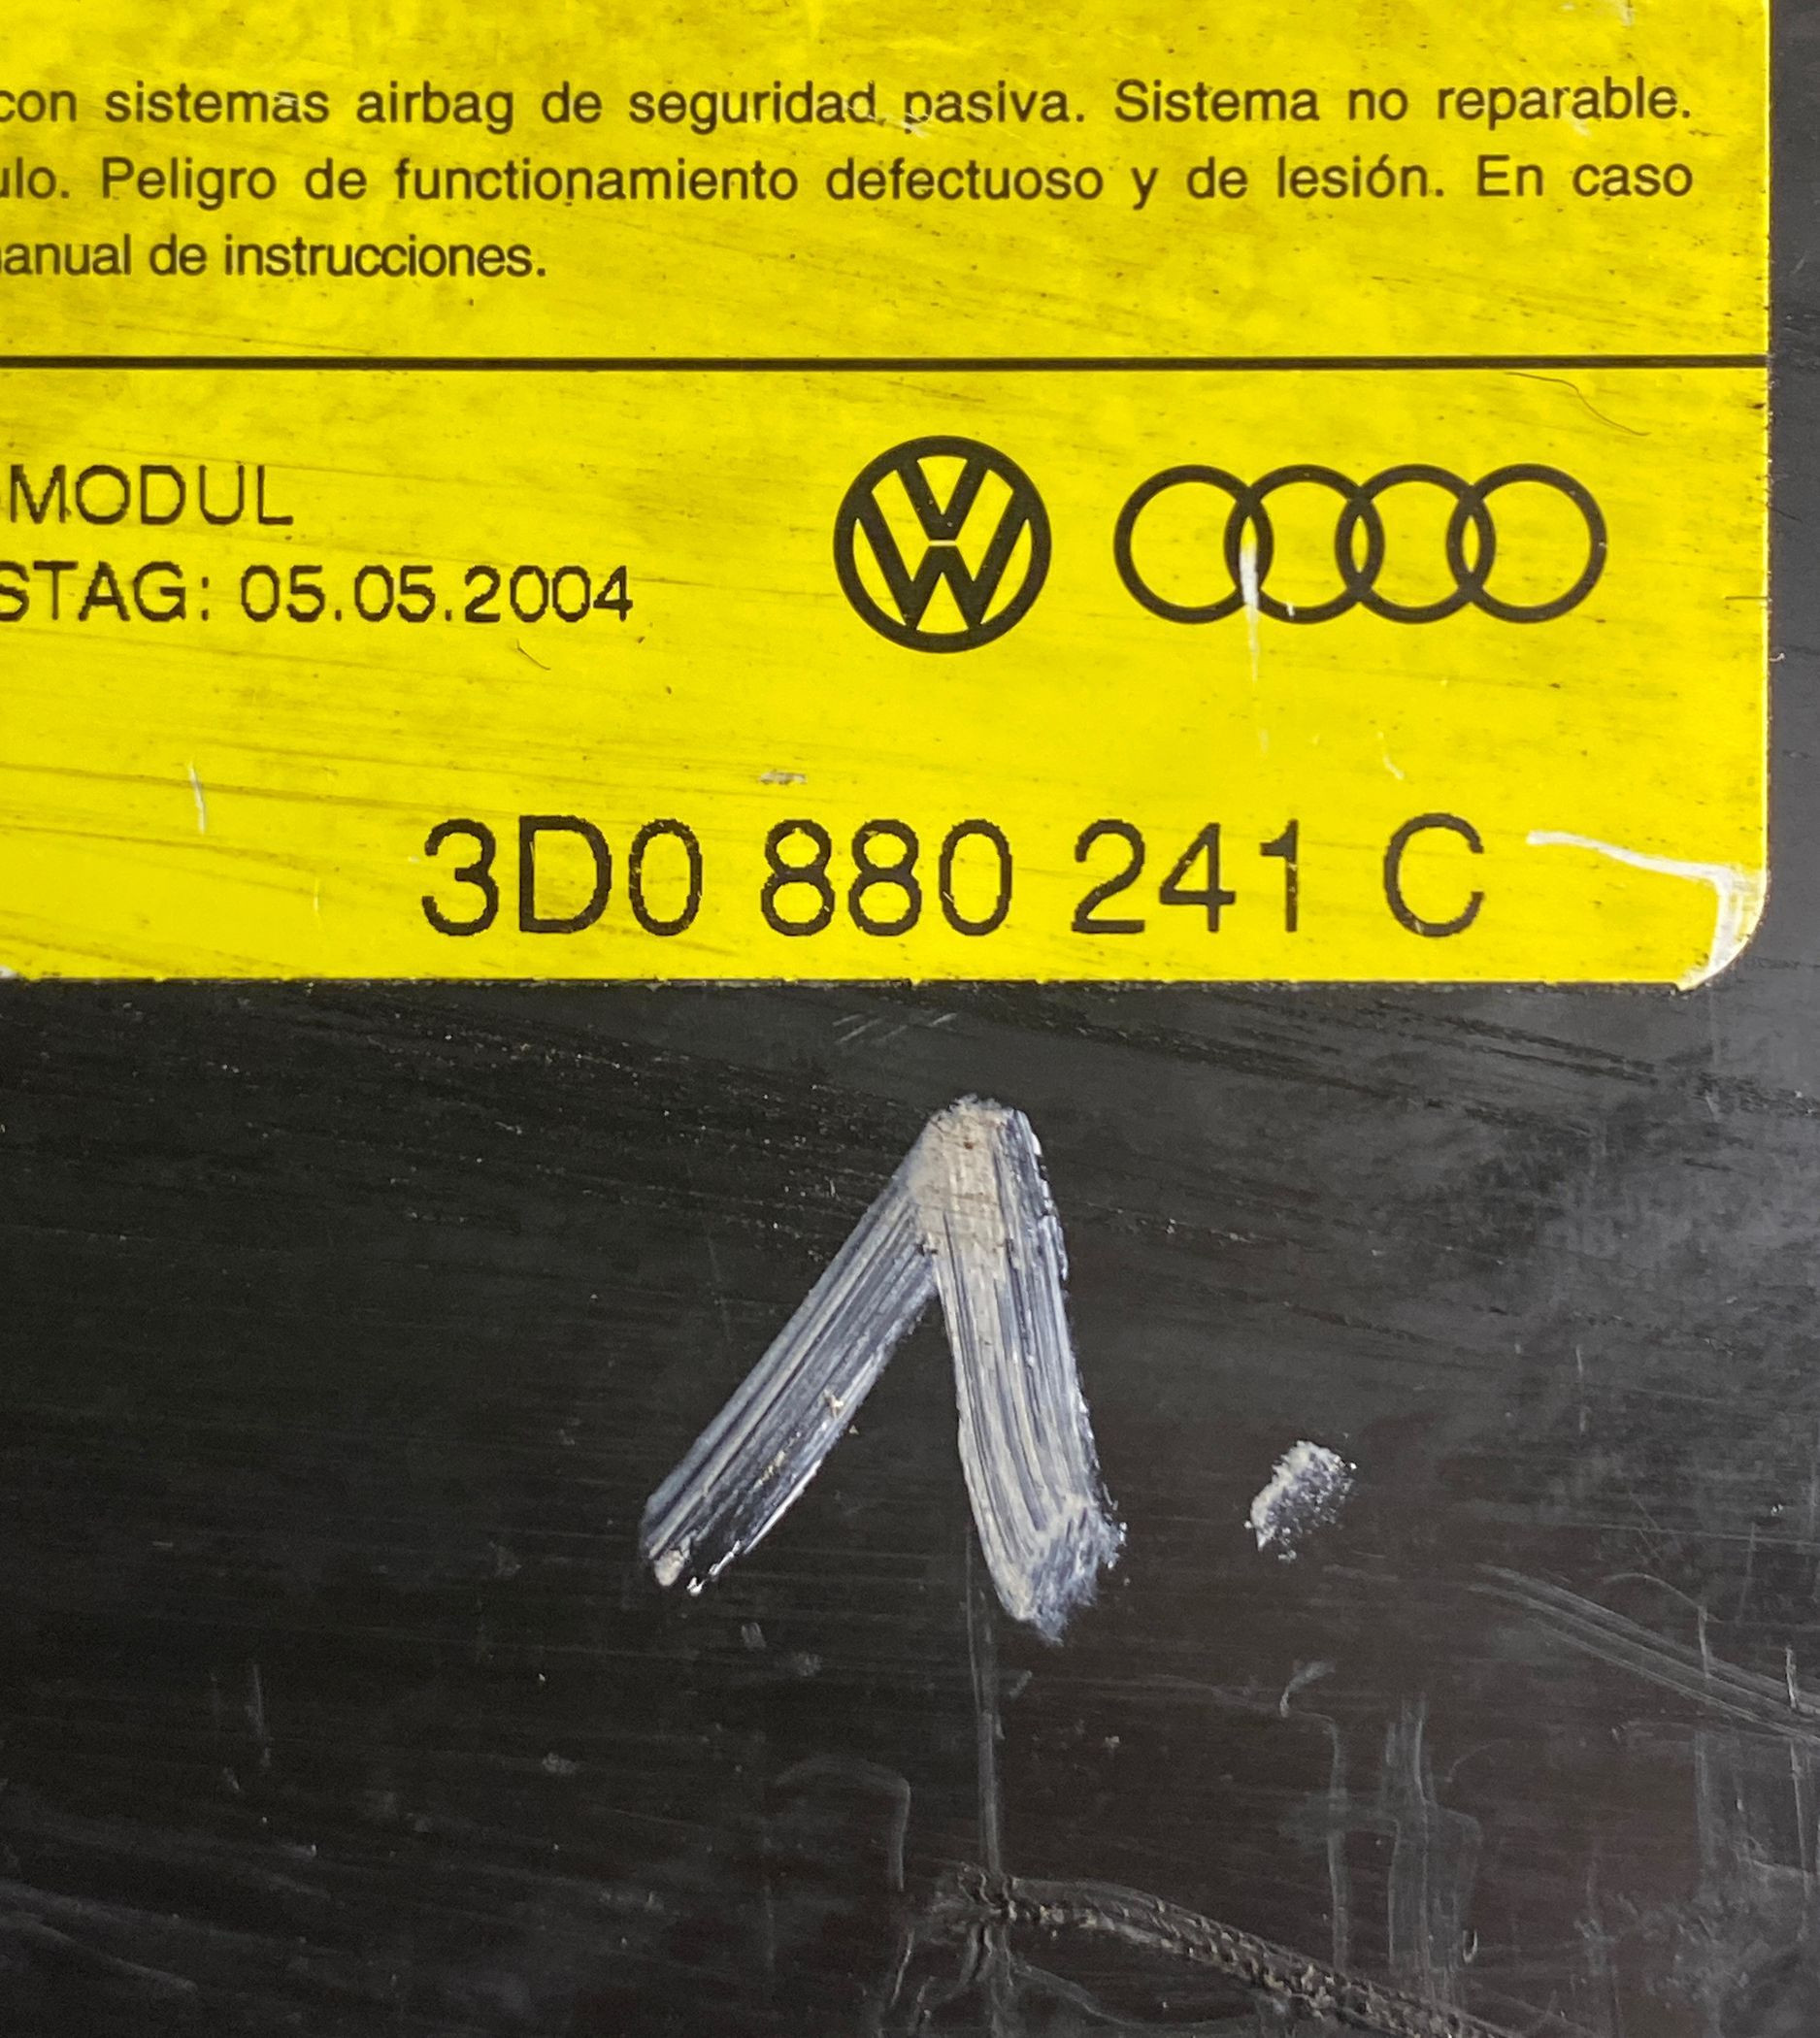 con sistemas airbag de seguridad pasiva. Sistema no reparable.
ulo. Peligro de functionamiento defectuoso y de lesión. En caso
anual de instrucciones.
MODUL
STAG: 05.05.2004
3D0 880 241 C
1.